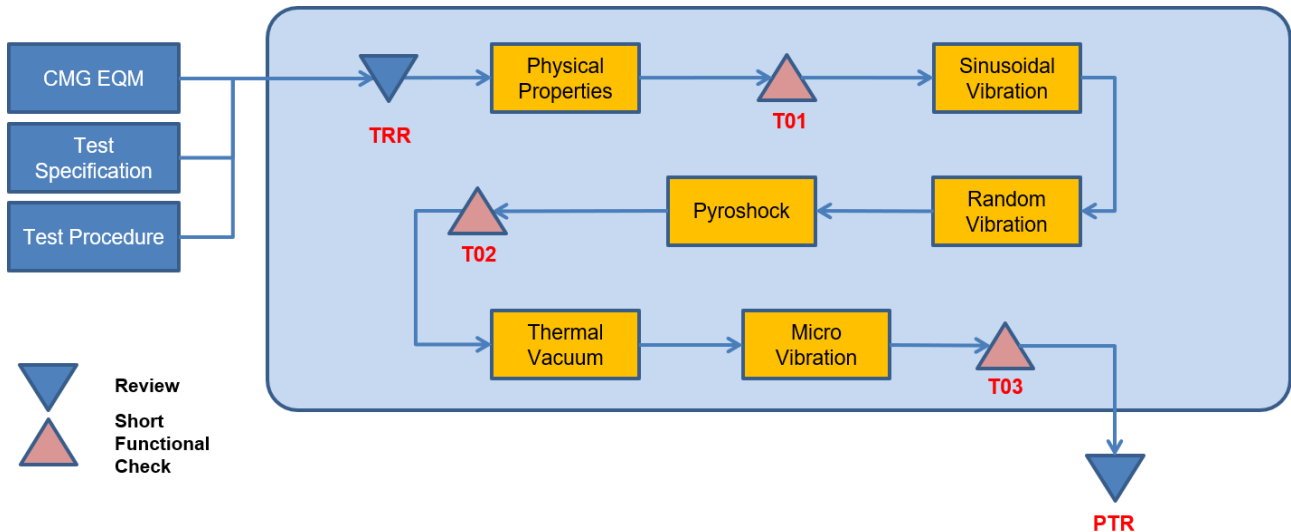 CMG EQM
Test
Specification
Test Procedure
TRR
Physical
Properties
T01
Sinusoidal
Vibration
Random
Vibration
Pyroshock
T02
Thermal
Vacuum
Micro
Vibration
T03
PTR
Review
Short
Functional
Check